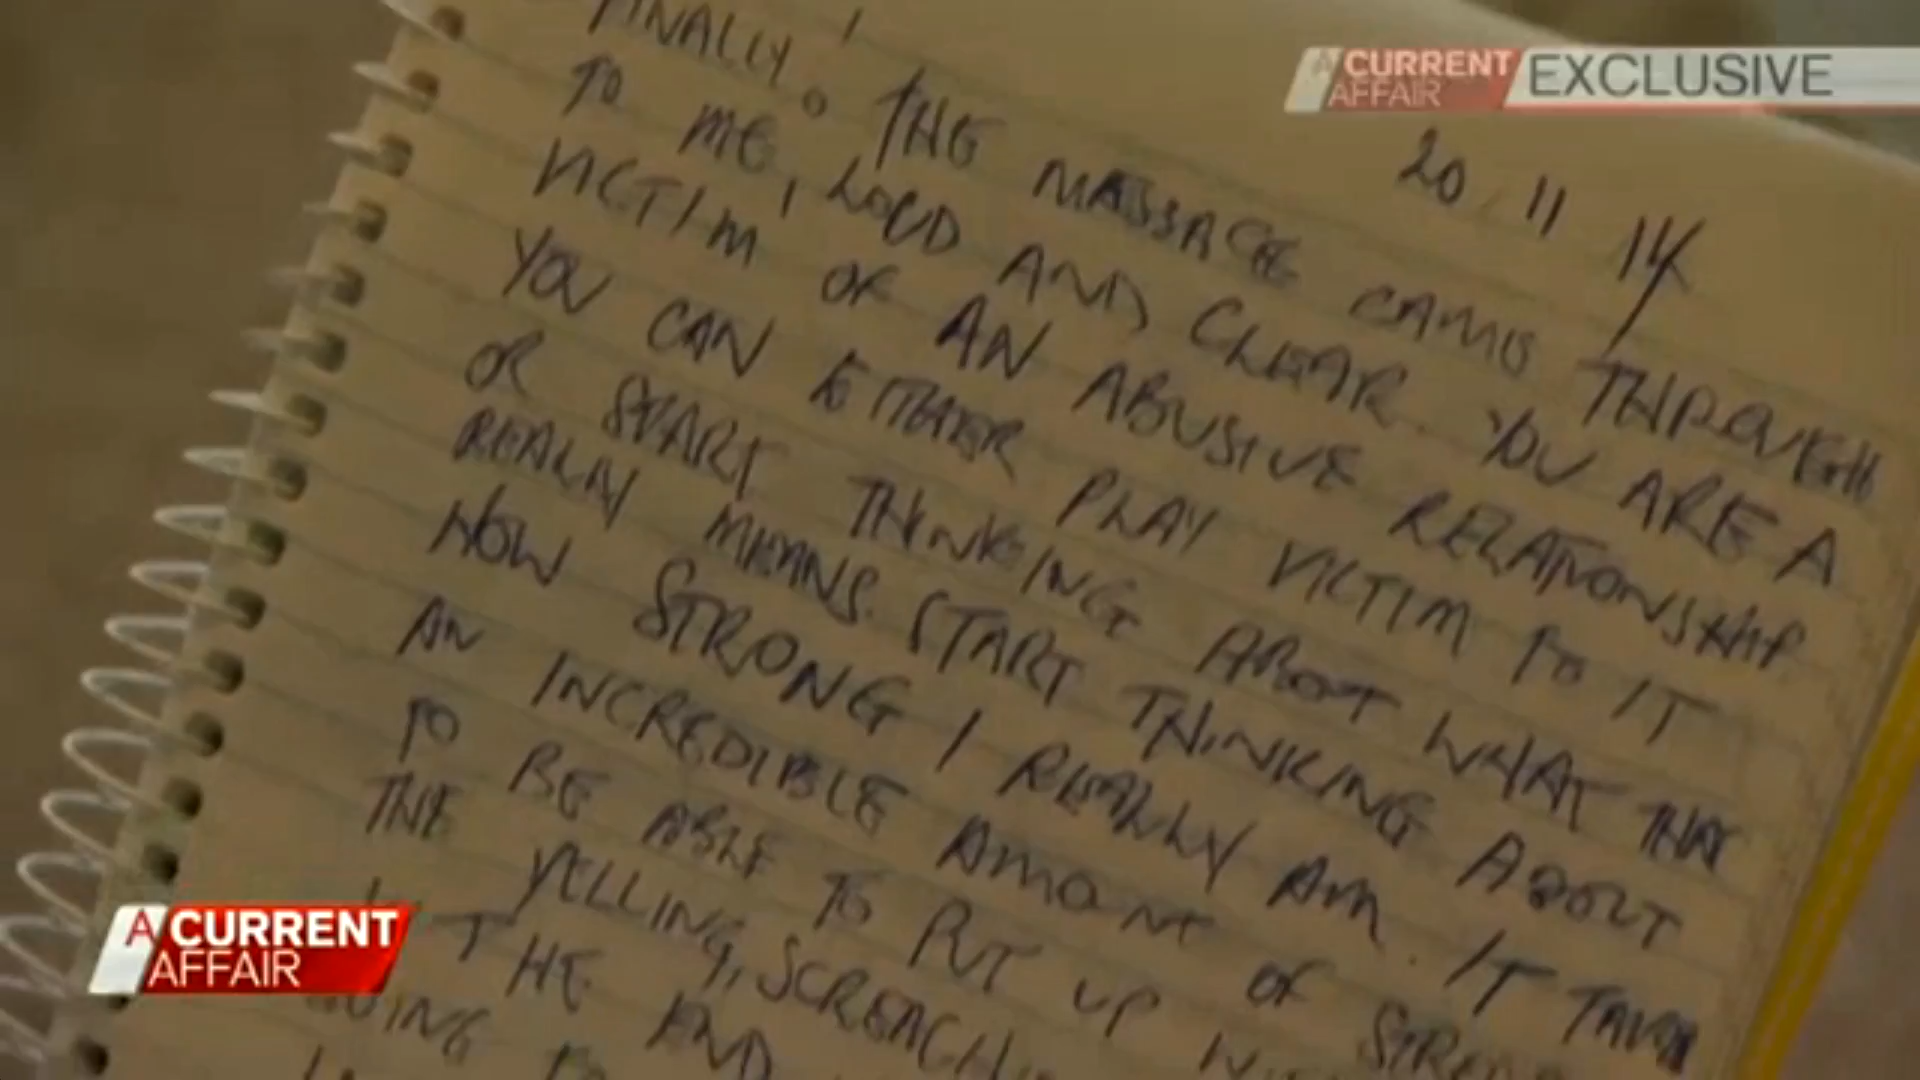 A CURRENT AFFAIR EXCLUSIVE
20.11.14
FINALLY! THE MASSAGE CAME THROUGH
TO ME, LOUD AND CLEAR. YOU ARE A
VICTIM OF AN ABUSIVE RELATIONSHIP.
YOU CAN EITHER PLAY VICTIM TO IT
OR START THINKING ABOUT WHAT THAT
REALLY MEANS. START THINKING ABOUT
HOW STRONG I REALLY AM. IT TAKES
AN INCREDIBLE AMOUNT OF
TO BE ABLE TO PUT UP
THE YELLING,
THE END
GOING TO
A CURRENT AFFAIR